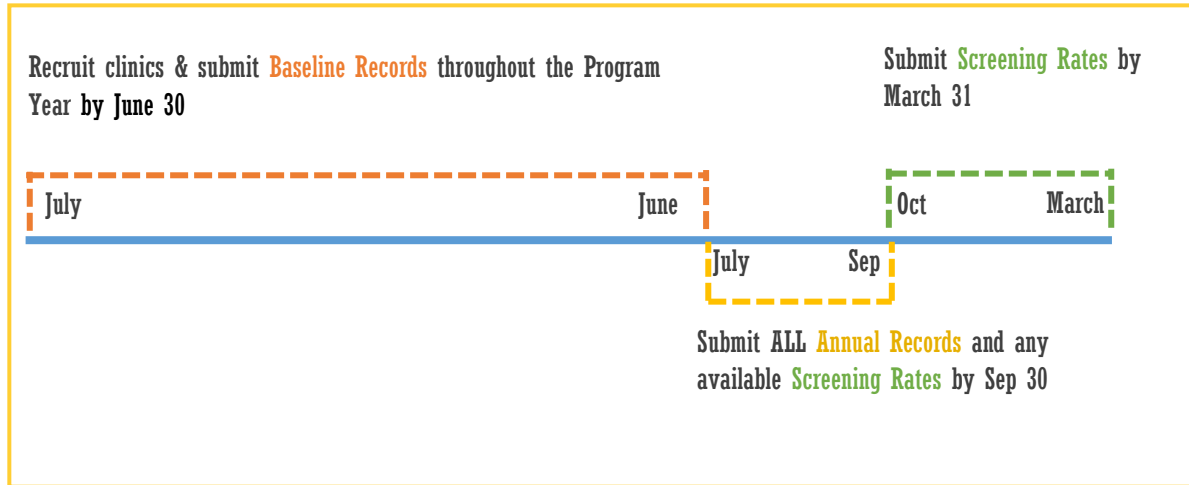 Recruit clinics & submit Baseline Records throughout the Program
Year by June 30
Submit Screening Rates by
March 31
July
June
Oct
March
July
Sep
Submit ALL Annual Records and any
available Screening Rates by Sep 30